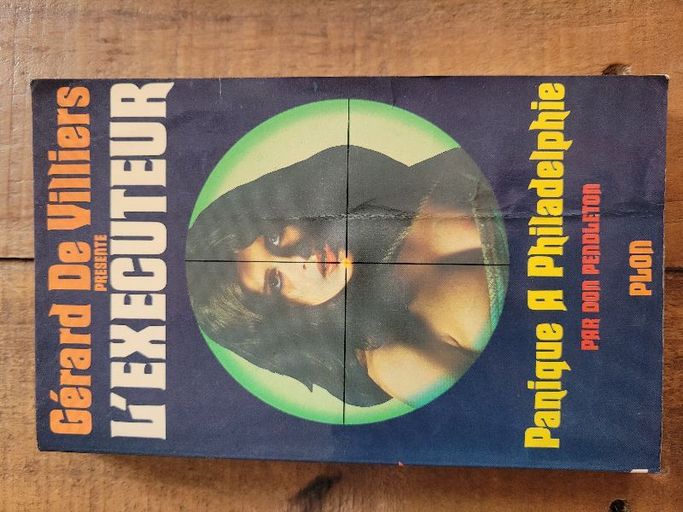 Gérard De Villiers
PRESENTE
L'EXECUTEUR
Panique A Philadelphie
PAR DON PENDLETON
PLON